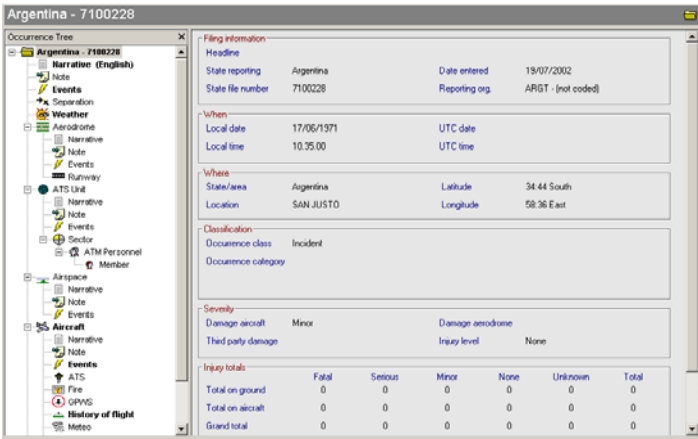 Argentina - 7100228
Occurrence Tree
Argentina - 7100228
Narrative (English)
Note
Events
Separation
Weather
Aerodrome
Narrative
Note
Events
Runway
ATS Unit
Narrative
Note
Events
Sector
ATM Personnel
Member
Airspace
Narrative
Note
Events
Aircraft
Narrative
Note
Events
ATS
Fire
GPWS
History of flight
Meteo
Filing information
Headline
State reporting Argentina Date entered 19/07/2002
State file number 7100228 Reporting org. ARGT - (not coded)
When
Local date 17/06/1971 UTC date
Local time 10.35.00 UTC time
Where
State/area Argentina Latitude 34:44 South
Location SAN JUSTO Longitude 58:36 East
Classification
Occurrence class Incident
Occurrence category
Severity
Damage aircraft Minor Damage aerodrome
Third party damage Injury level None
Injury totals
Fatal Serious Minor None Unknown Total
Total on ground 0 0 0 0 0 0
Total on aircraft 0 0 0 0 0 0
Grand total 0 0 0 0 0 0